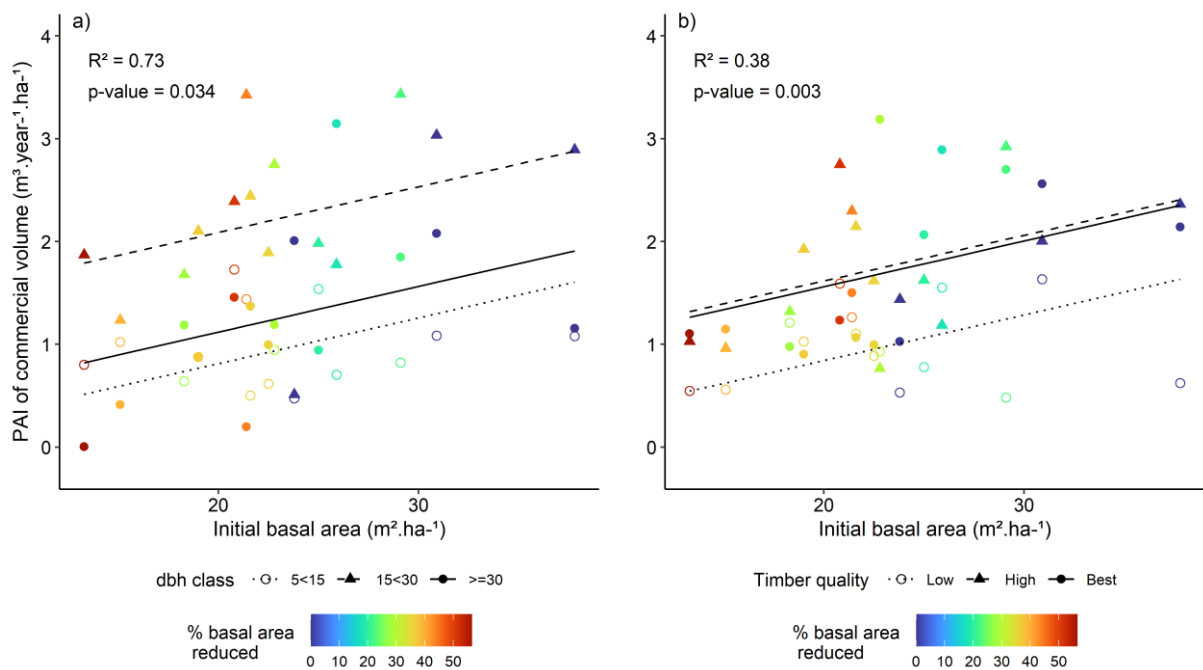 a)
R² = 0.73
p-value = 0.034
4
3
2
1
0
PAI of commercial volume (m³.year-¹.ha-¹)
20 30
Initial basal area (m².ha-¹)
dbh class 5<15 15<30 >=30
% basal area
reduced
0 10 20 30 40 50
b)
R² = 0.38
p-value = 0.003
4
3
2
1
0
20 30
Initial basal area (m².ha-¹)
Timber quality Low High Best
% basal area
reduced
0 10 20 30 40 50